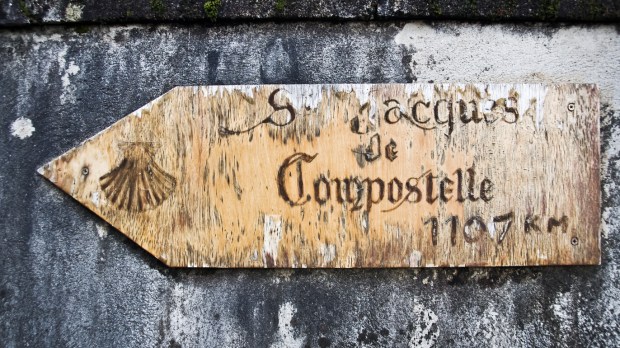 St Jacques
de
Compostelle
1107 KM